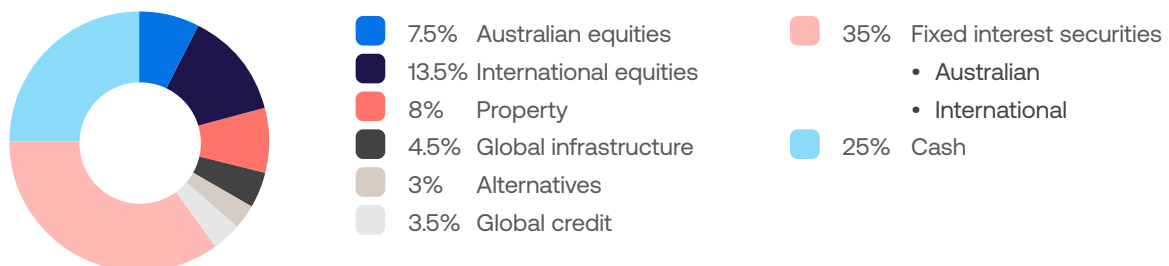 7.5% Australian equities
13.5% International equities
8% Property
4.5% Global infrastructure
3% Alternatives
3.5% Global credit
35% Fixed interest securities
• Australian
• International
25% Cash